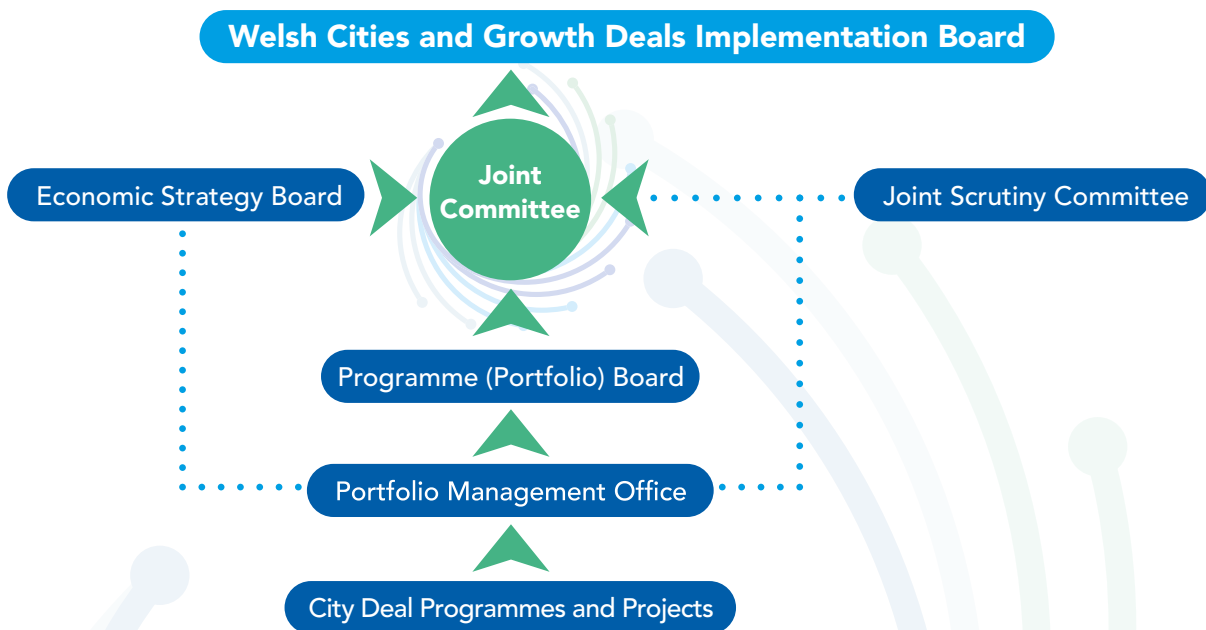 Welsh Cities and Growth Deals Implementation Board
Economic Strategy Board
Joint
Committee
Joint Scrutiny Committee
Programme (Portfolio) Board
Portfolio Management Office
City Deal Programmes and Projects